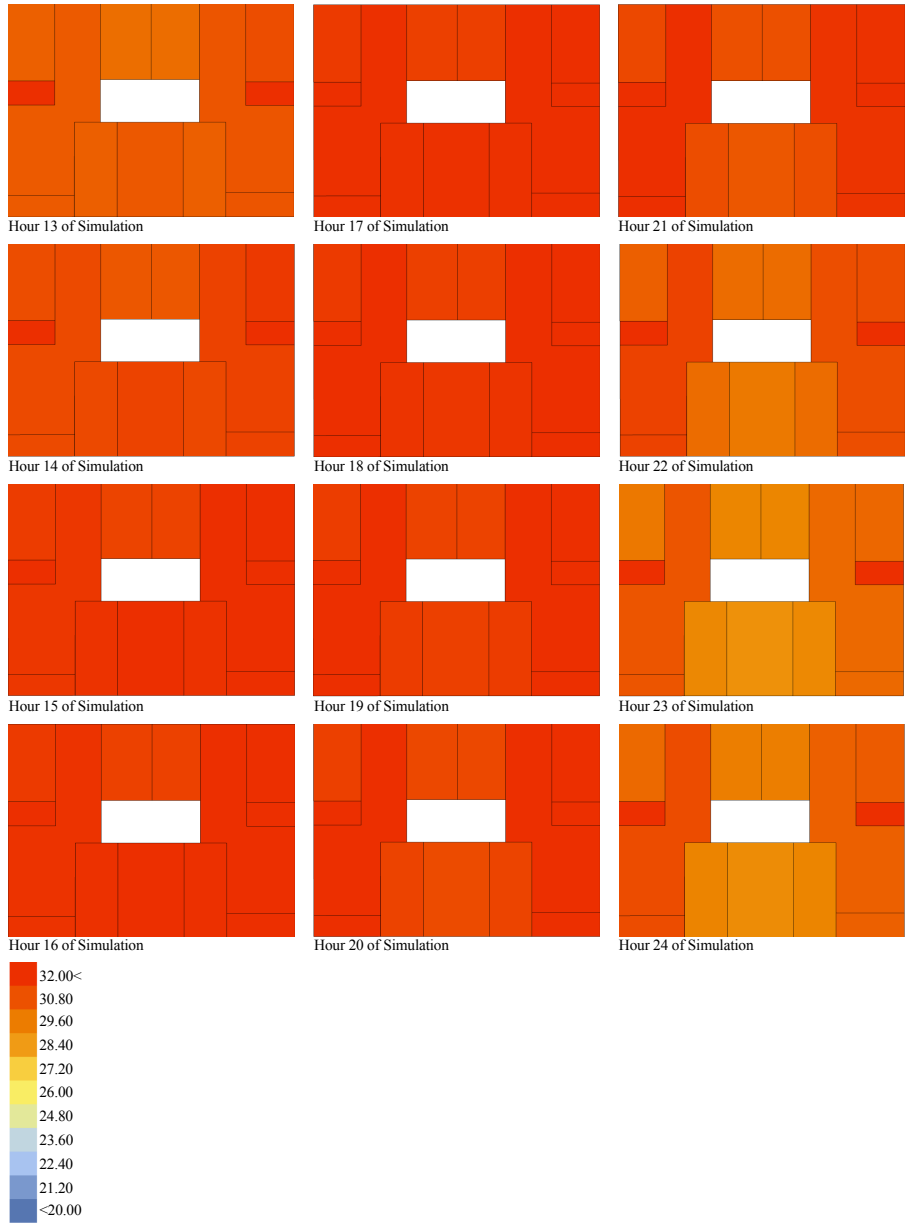 Hour 13 of Simulation
Hour 17 of Simulation
Hour 21 of Simulation
Hour 14 of Simulation
Hour 18 of Simulation
Hour 22 of Simulation
Hour 15 of Simulation
Hour 19 of Simulation
Hour 23 of Simulation
Hour 16 of Simulation
Hour 20 of Simulation
Hour 24 of Simulation
32.00<
30.80
29.60
28.40
27.20
26.00
24.80
23.60
22.40
21.20
<20.00